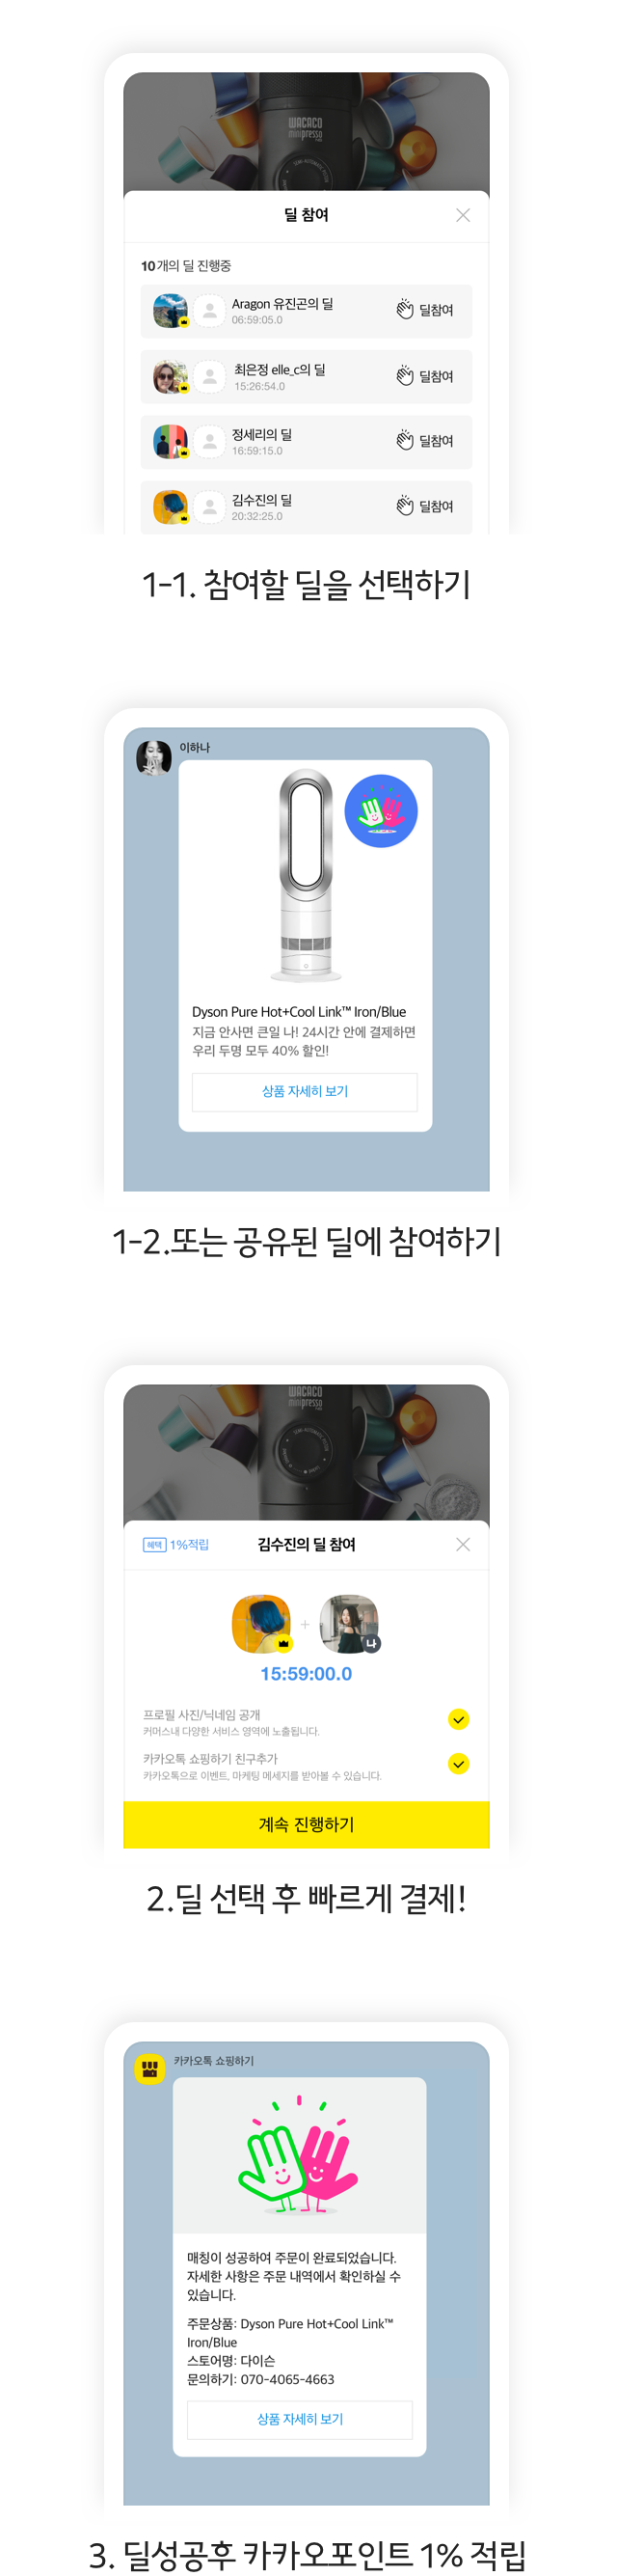 WACACO
minipresso
딜 참여
10개의 딜 진행중
Aragon 유진곤의 딜
06:59:05.0
딜참여
최은정 elle_c의 딜
15:26:54.0
딜참여
정세리의 딜
16:59:15.0
딜참여
김수진의 딜
20:32:25.0
딜참여
1-1. 참여할 딜을 선택하기
이하나
Dyson Pure Hot+Cool Link™ Iron/Blue
지금 안사면 큰일 나! 24시간 안에 결제하면
우리 두명 모두 40% 할인!
상품 자세히 보기
1-2.또는 공유된 딜에 참여하기
WACACO
minipresso
혜택 1%적립
김수진의 딜 참여
나
15:59:00.0
프로필 사진/닉네임 공개
커머스내 다양한 서비스 영역에 노출됩니다.
카카오톡 쇼핑하기 친구추가
카카오톡으로 이벤트, 마케팅 메세지를 받아볼 수 있습니다.
계속 진행하기
2.딜 선택 후 빠르게 결제!
카카오톡 쇼핑하기
매칭이 성공하여 주문이 완료되었습니다.
자세한 사항은 주문 내역에서 확인하실 수
있습니다.
주문상품: Dyson Pure Hot+Cool Link™
Iron/Blue
스토어명: 다이슨
문의하기: 070-4065-4663
상품 자세히 보기
3. 딜성공후 카카오포인트 1% 적립